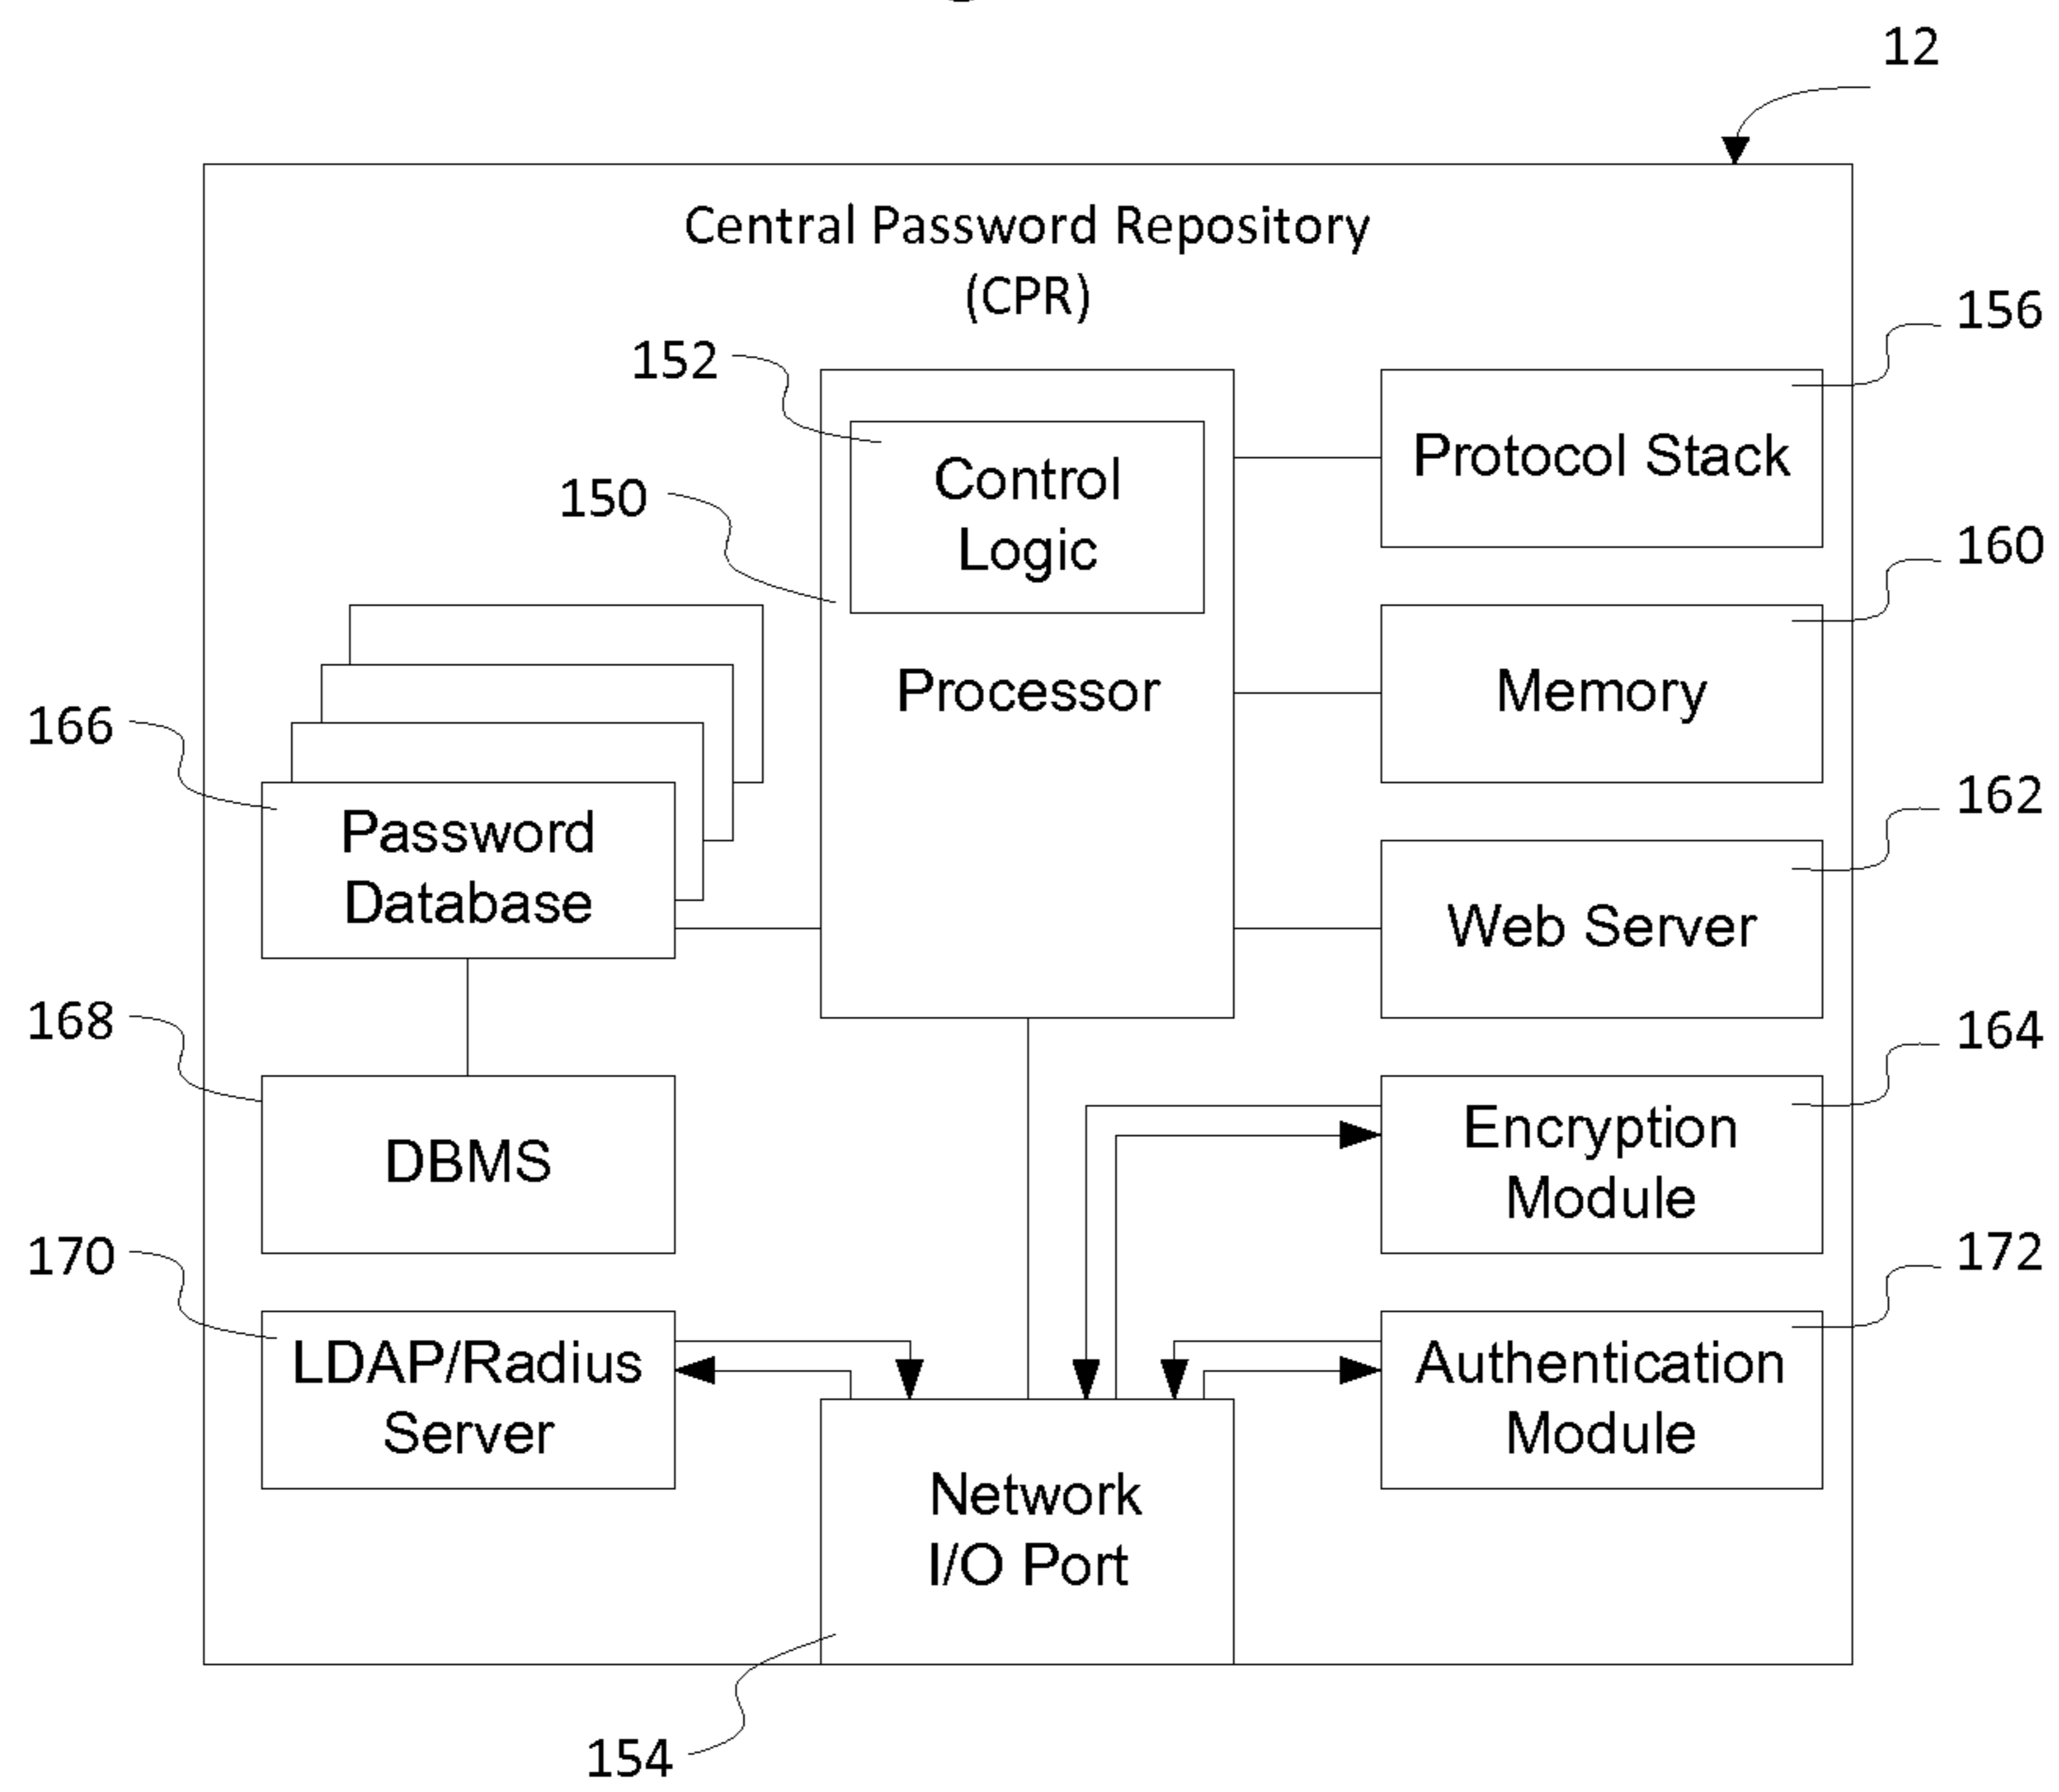 12
Central Password Repository
(CPR)
156
152
Control
Logic
Protocol Stack
150
160
Processor
Memory
166
162
Password
Database
Web Server
168
164
DBMS
Encryption
Module
170
172
LDAP/Radius
Server
Authentication
Module
Network
I/O Port
154